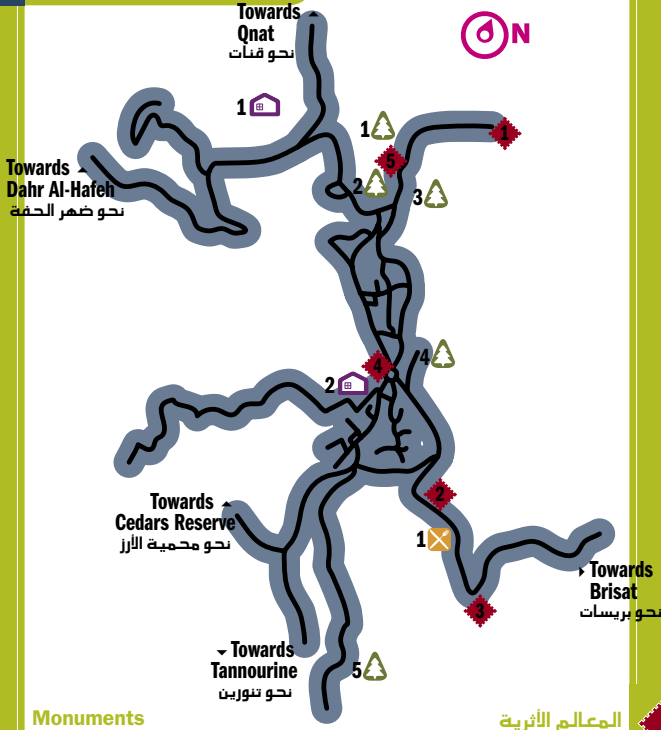 Towards
Qnat
نحو قنات
N
1
1
5
1
2
3
Towards
Dahr Al-Hafeh
نحو ضهر الحفة
4
4
2
2
1
Towards
Cedars Reserve
نحو محمية الأرز
Towards
Brisat
نحو بريسات
3
Towards
Tannourine
نحو تنورين
5
Monuments
المعالم الأثرية